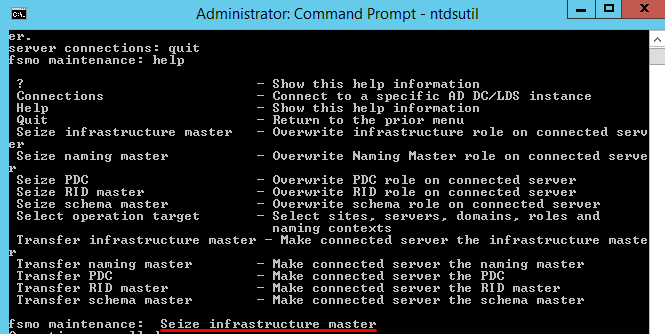 Administrator: Command Prompt - ntdsutil
er.
server connections: quit
fsmo maintenance: help
?                             - Show this help information
Connections                   - Connect to a specific AD DC/LDS instance
Help                          - Show this help information
Quit                          - Return to the prior menu
Seize infrastructure master   - Overwrite infrastructure role on connected serv
er
Seize naming master           - Overwrite Naming Master role on connected serve
r
Seize PDC                     - Overwrite PDC role on connected server
Seize RID master              - Overwrite RID role on connected server
Seize schema master           - Overwrite schema role on connected server
Select operation target       - Select sites, servers, domains, roles and
naming contexts
Transfer infrastructure master - Make connected server the infrastructure maste
r
Transfer naming master        - Make connected server the naming master
Transfer PDC                  - Make connected server the PDC
Transfer RID master           - Make connected server the RID master
Transfer schema master        - Make connected server the schema master
fsmo maintenance:  Seize infrastructure master